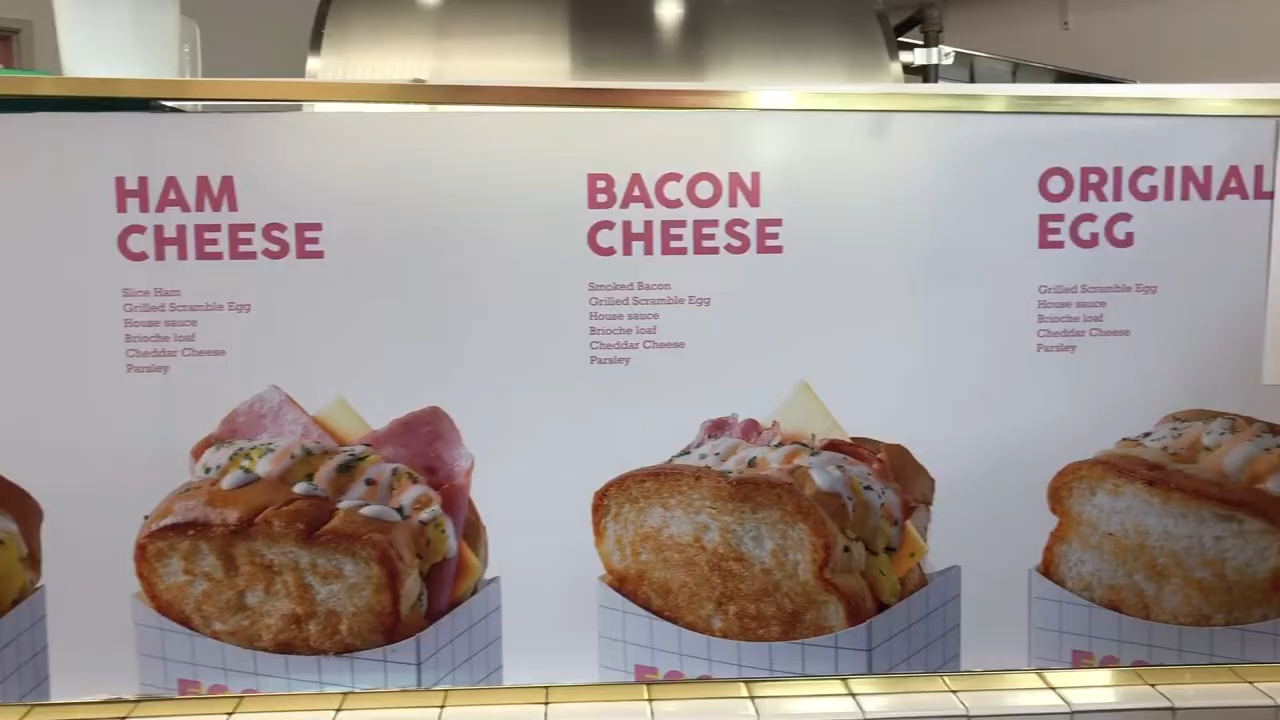 HAM
CHEESE
Slice Ham
Grilled Scramble Egg
House sauce
Brioche loaf
Cheddar Cheese
Parsley
BACON
CHEESE
Smoked Bacon
Grilled Scramble Egg
House sauce
Brioche loaf
Cheddar Cheese
Parsley
ORIGINAL
EGG
Grilled Scramble Egg
House sauce
Brioche loaf
Cheddar Cheese
Parsley